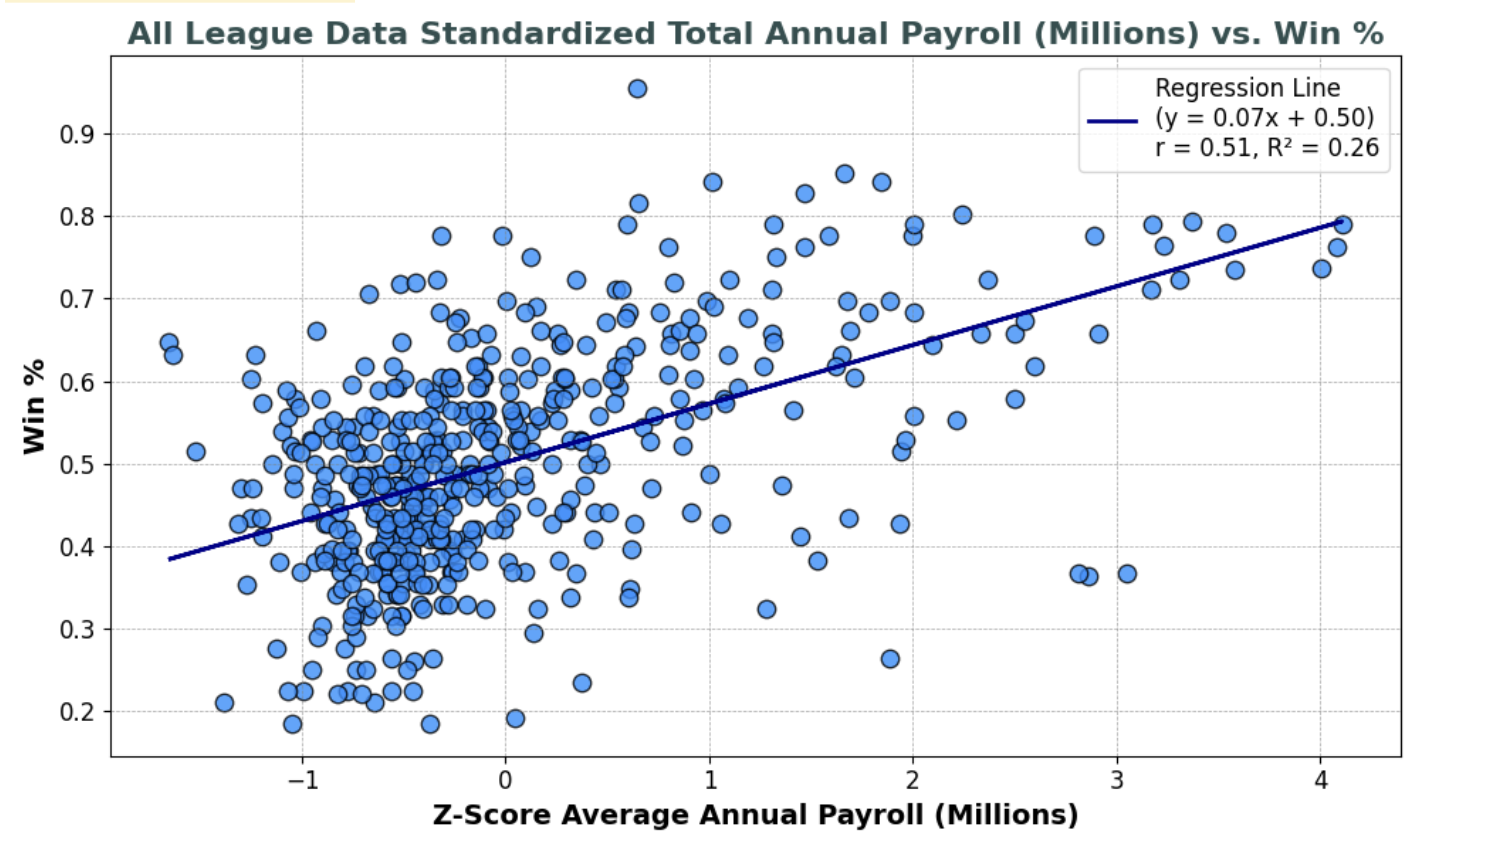 All League Data Standardized Total Annual Payroll (Millions) vs. Win %
Regression Line
(y = 0.07x + 0.50)
r = 0.51, R² = 0.26
0.9
0.8
0.7
0.6
0.5
0.4
0.3
0.2
Win %
−1 0 1 2 3 4
Z-Score Average Annual Payroll (Millions)